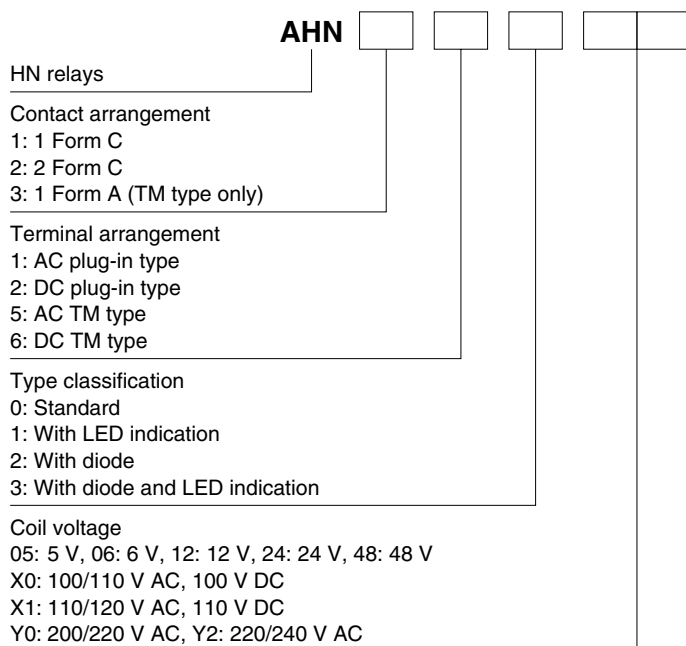 AHN
HN relays
Contact arrangement
1: 1 Form C
2: 2 Form C
3: 1 Form A (TM type only)
Terminal arrangement
1: AC plug-in type
2: DC plug-in type
5: AC TM type
6: DC TM type
Type classification
0: Standard
1: With LED indication
2: With diode
3: With diode and LED indication
Coil voltage
05: 5 V, 06: 6 V, 12: 12 V, 24: 24 V, 48: 48 V
X0: 100/110 V AC, 100 V DC
X1: 110/120 V AC, 110 V DC
Y0: 200/220 V AC, Y2: 220/240 V AC